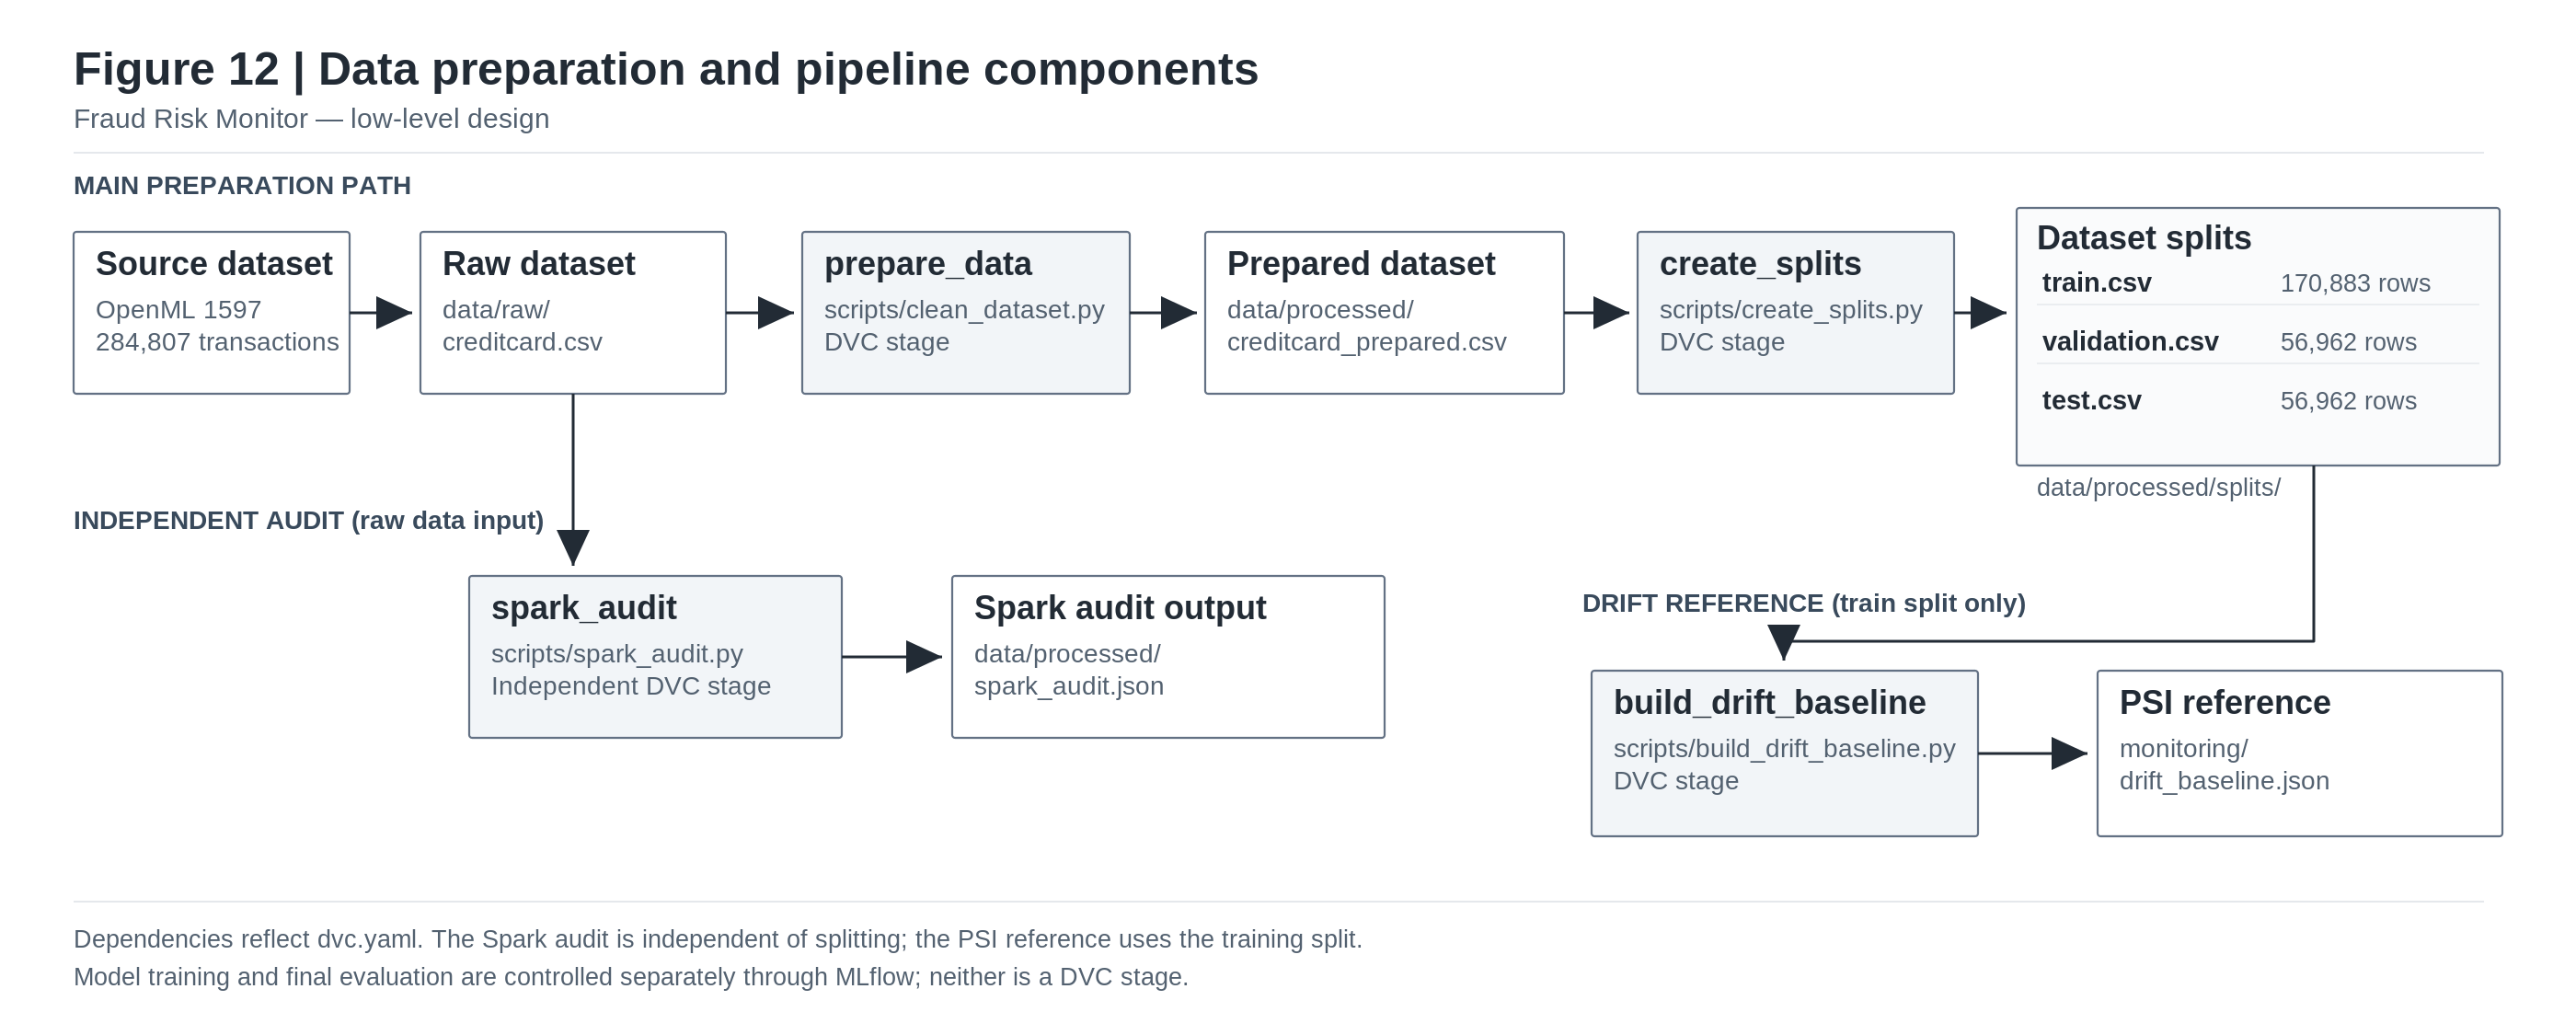 Figure 12 | Data preparation and pipeline components
Fraud Risk Monitor — low-level design
MAIN PREPARATION PATH
Source dataset
OpenML 1597
284,807 transactions
Raw dataset
data/raw/
creditcard.csv
prepare_data
scripts/clean_dataset.py
DVC stage
Prepared dataset
data/processed/
creditcard_prepared.csv
create_splits
scripts/create_splits.py
DVC stage
Dataset splits
train.csv 170,883 rows
validation.csv 56,962 rows
test.csv 56,962 rows
data/processed/splits/
INDEPENDENT AUDIT (raw data input)
spark_audit
scripts/spark_audit.py
Independent DVC stage
Spark audit output
data/processed/
spark_audit.json
DRIFT REFERENCE (train split only)
build_drift_baseline
scripts/build_drift_baseline.py
DVC stage
PSI reference
monitoring/
drift_baseline.json
Dependencies reflect dvc.yaml. The Spark audit is independent of splitting; the PSI reference uses the training split.
Model training and final evaluation are controlled separately through MLflow; neither is a DVC stage.